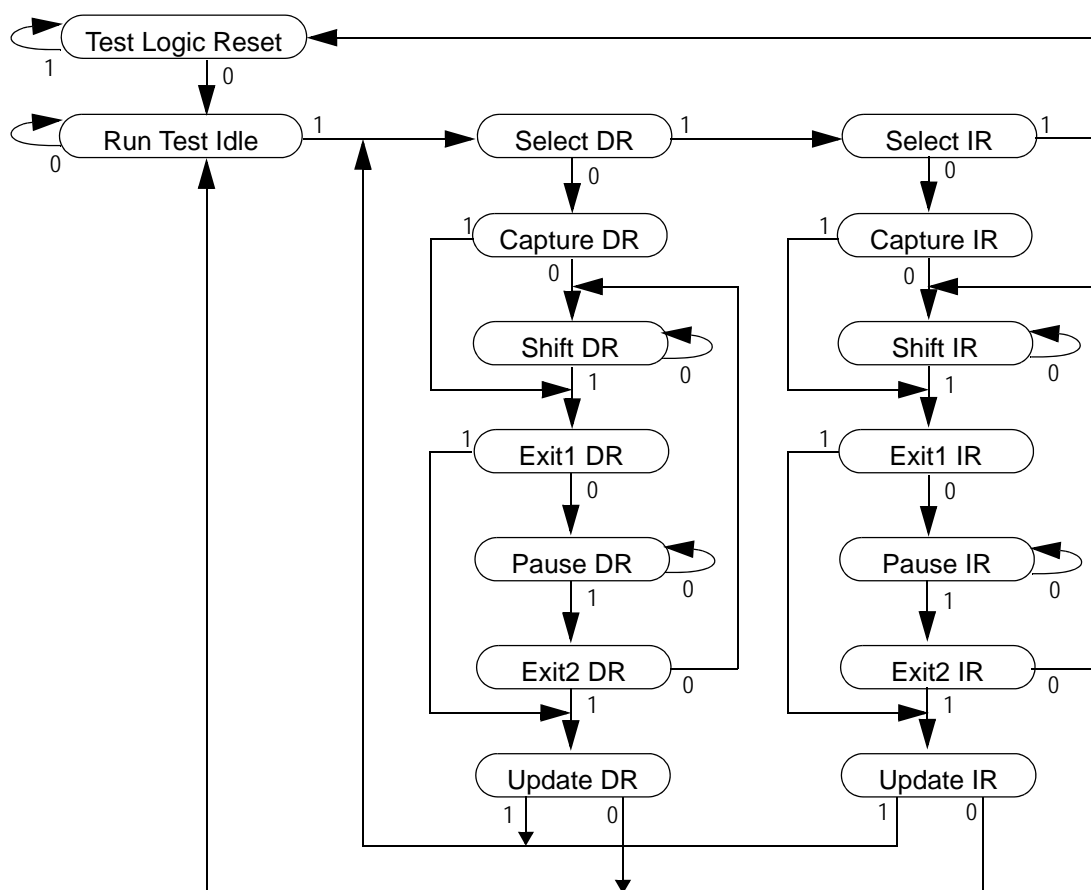 Test Logic Reset
1
0
Run Test Idle
0
1
Select DR
1
0
Select IR
1
0
1
Capture DR
0
1
Capture IR
0
Shift DR
0
1
Shift IR
0
1
1
Exit1 DR
0
1
Exit1 IR
0
Pause DR
0
1
Pause IR
0
1
Exit2 DR
0
1
Exit2 IR
0
1
Update DR
1
0
Update IR
1
0